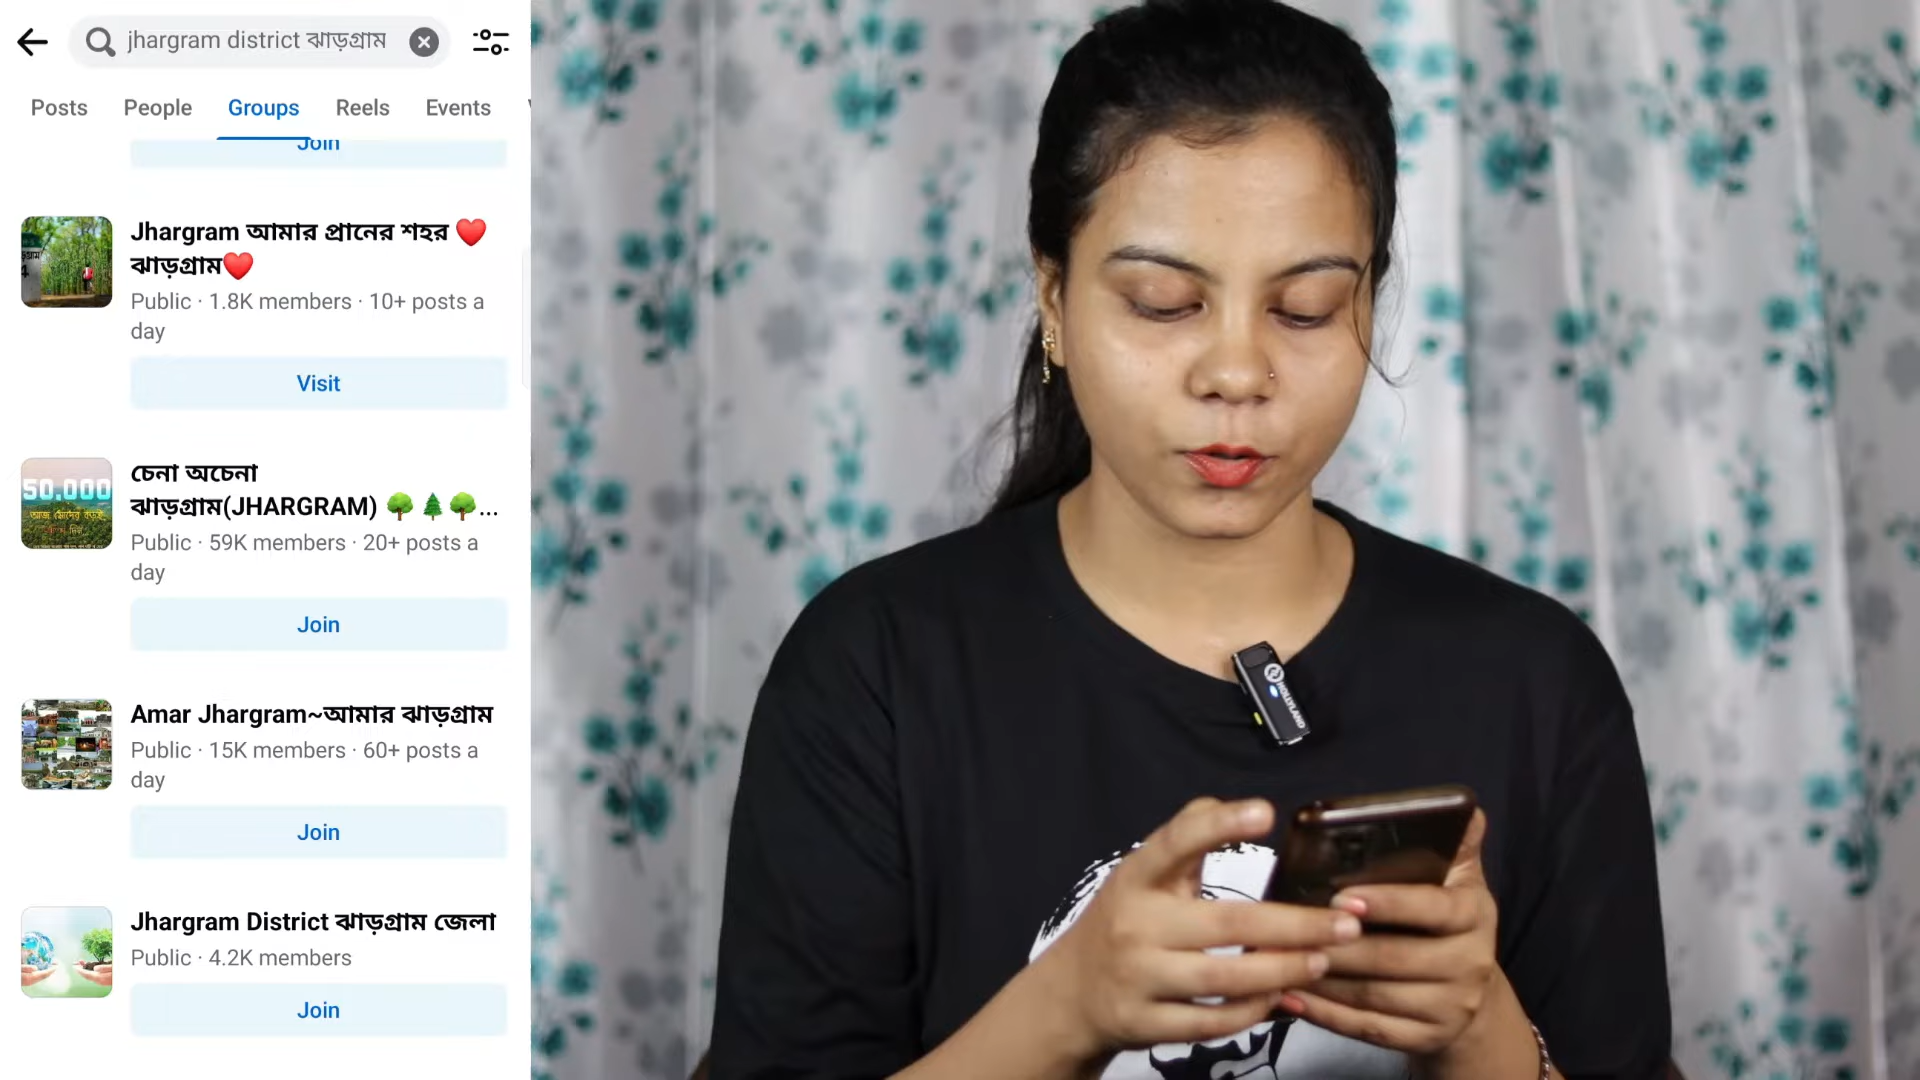 jhargram district ঝাড়গ্রাম
Posts People Groups Reels Events
Join
Jhargram আমার প্রানের শহর ❤️
ঝাড়গ্রাম❤️
Public · 1.8K members · 10+ posts a
day
Visit
50,000
চেনা অচেনা
ঝাড়গ্রাম(JHARGRAM) 🌳🌲🌳...
Public · 59K members · 20+ posts a
day
Join
Amar Jhargram~আমার ঝাড়গ্রাম
Public · 15K members · 60+ posts a
day
Join
Jhargram District ঝাড়গ্রাম জেলা
Public · 4.2K members
Join
HOLLYLAND